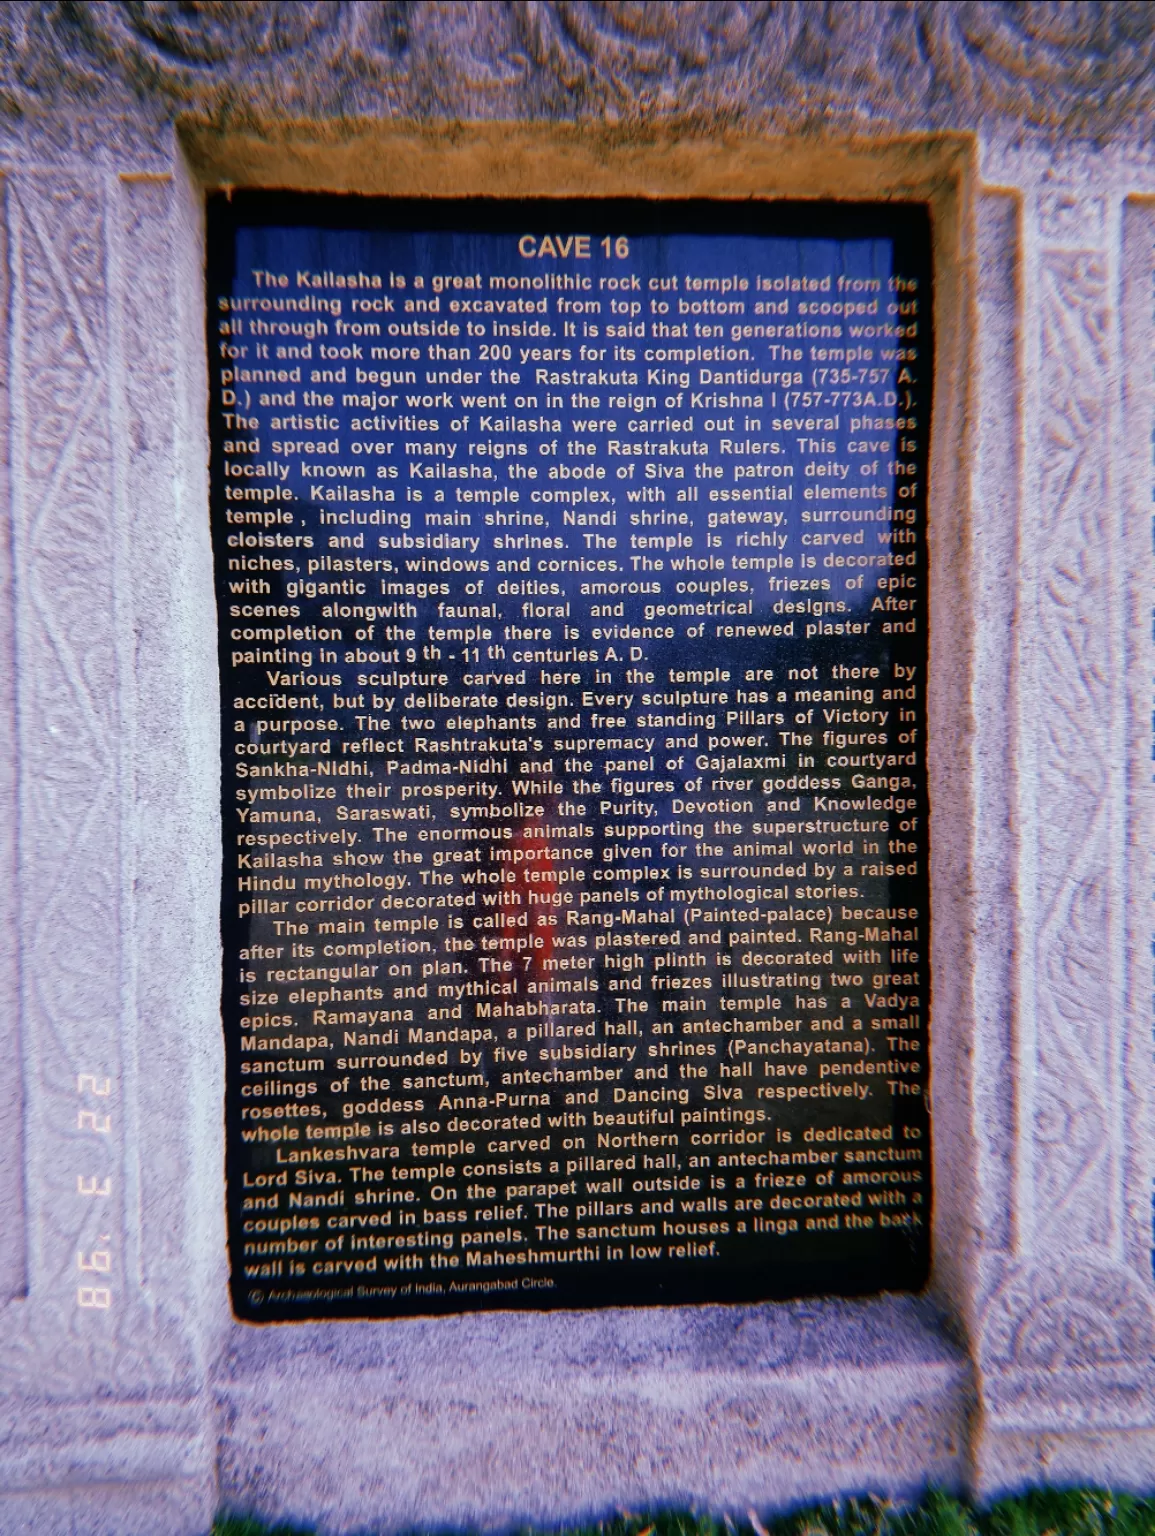 CAVE 16
The Kailasha is a great monolithic rock cut temple isolated from the
surrounding rock and excavated from top to bottom and scooped out
all through from outside to inside. It is said that ten generations worked
for it and took more than 200 years for its completion. The temple was
planned and begun under the Rastrakuta King Dantidurga (735-757 A.
D.) and the major work went on in the reign of Krishna I (757-773A.D.).
The artistic activities of Kailasha were carried out in several phases
and spread over many reigns of the Rastrakuta Rulers. This cave is
locally known as Kailasha, the abode of Siva the patron deity of the
temple. Kailasha is a temple complex, with all essential elements of
temple , including main shrine, Nandi shrine, gateway, surrounding
cloisters and subsidiary shrines. The temple is richly carved with
niches, pilasters, windows and cornices. The whole temple is decorated
with gigantic images of deities, amorous couples, friezes of epic
scenes alongwith faunal, floral and geometrical designs. After
completion of the temple there is evidence of renewed plaster and
painting in about 9 th - 11 th centuries A. D.
Various sculpture carved here in the temple are not there by
accident, but by deliberate design. Every sculpture has a meaning and
a purpose. The two elephants and free standing Pillars of Victory in
courtyard reflect Rashtrakuta's supremacy and power. The figures of
Sankha-Nidhi, Padma-Nidhi and the panel of Gajalaxmi in courtyard
symbolize their prosperity. While the figures of river goddess Ganga,
Yamuna, Saraswati, symbolize the Purity, Devotion and Knowledge
respectively. The enormous animals supporting the superstructure of
Kailasha show the great importance given for the animal world in the
Hindu mythology. The whole temple complex is surrounded by a raised
pillar corridor decorated with huge panels of mythological stories.
The main temple is called as Rang-Mahal (Painted-palace) because
after its completion, the temple was plastered and painted. Rang-Mahal
is rectangular on plan. The 7 meter high plinth is decorated with life
size elephants and mythical animals and friezes illustrating two great
epics. Ramayana and Mahabharata. The main temple has a Vadya
Mandapa, Nandi Mandapa, a pillared hall, an antechamber and a small
sanctum surrounded by five subsidiary shrines (Panchayatana). The
ceilings of the sanctum, antechamber and the hall have pendentive
rosettes, goddess Anna-Purna and Dancing Siva respectively. The
whole temple is also decorated with beautiful paintings.
Lankeshvara temple carved on Northern corridor is dedicated to
Lord Siva. The temple consists a pillared hall, an antechamber sanctum
and Nandi shrine. On the parapet wall outside is a frieze of amorous
couples carved in bass relief. The pillars and walls are decorated with a
number of interesting panels. The sanctum houses a linga and the back
wall is carved with the Maheshmurthi in low relief.
© Archaeological Survey of India, Aurangabad Circle.
22 3 '98